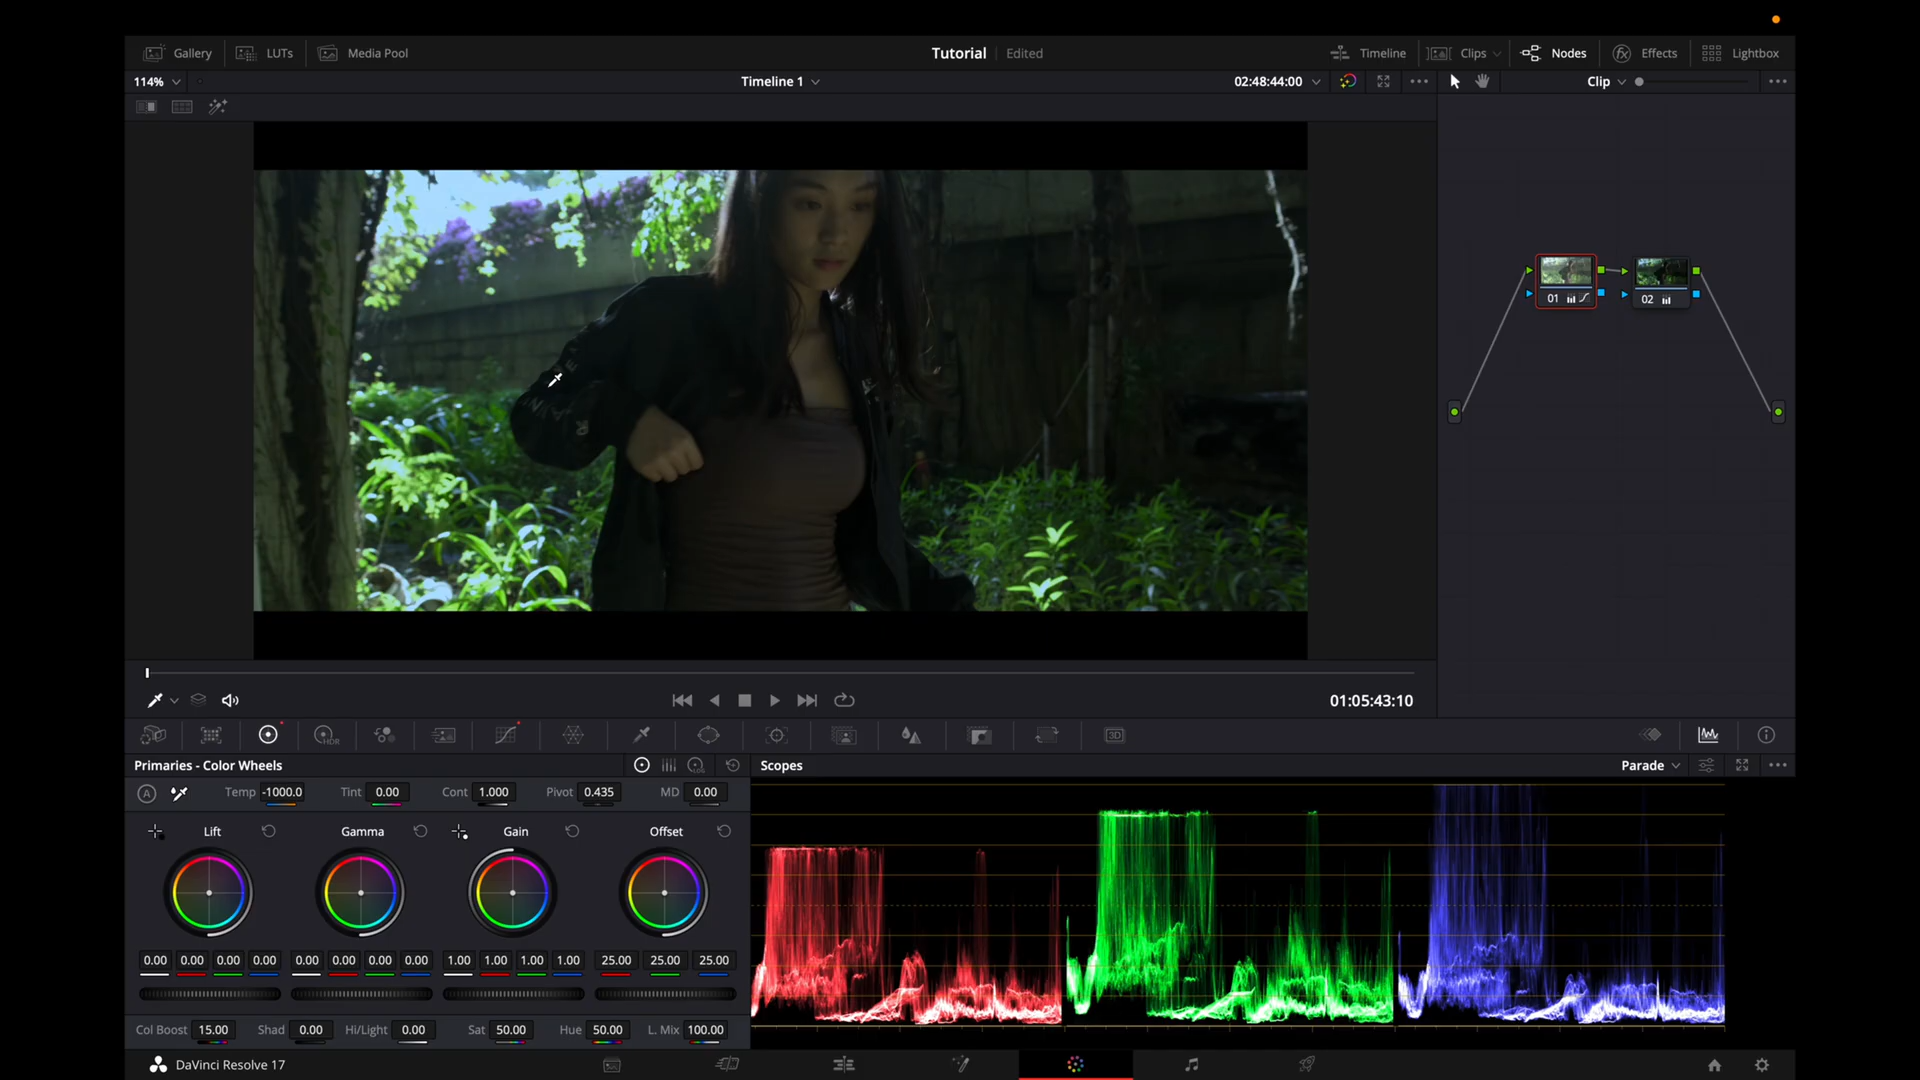 Gallery LUTs Media Pool Tutorial Edited Timeline Clips Nodes Effects Lightbox
114% Timeline 1 02:48:44:00 Clip
01 02
01:05:43:10
HDR 3D
Primaries - Color Wheels LOG Scopes Parade
A Temp -1000.0 Tint 0.00 Cont 1.000 Pivot 0.435 MD 0.00
Lift Gamma Gain Offset
0.00 0.00 0.00 0.00 0.00 0.00 0.00 0.00 1.00 1.00 1.00 1.00 25.00 25.00 25.00
Col Boost 15.00 Shad 0.00 Hi/Light 0.00 Sat 50.00 Hue 50.00 L. Mix 100.00
DaVinci Resolve 17